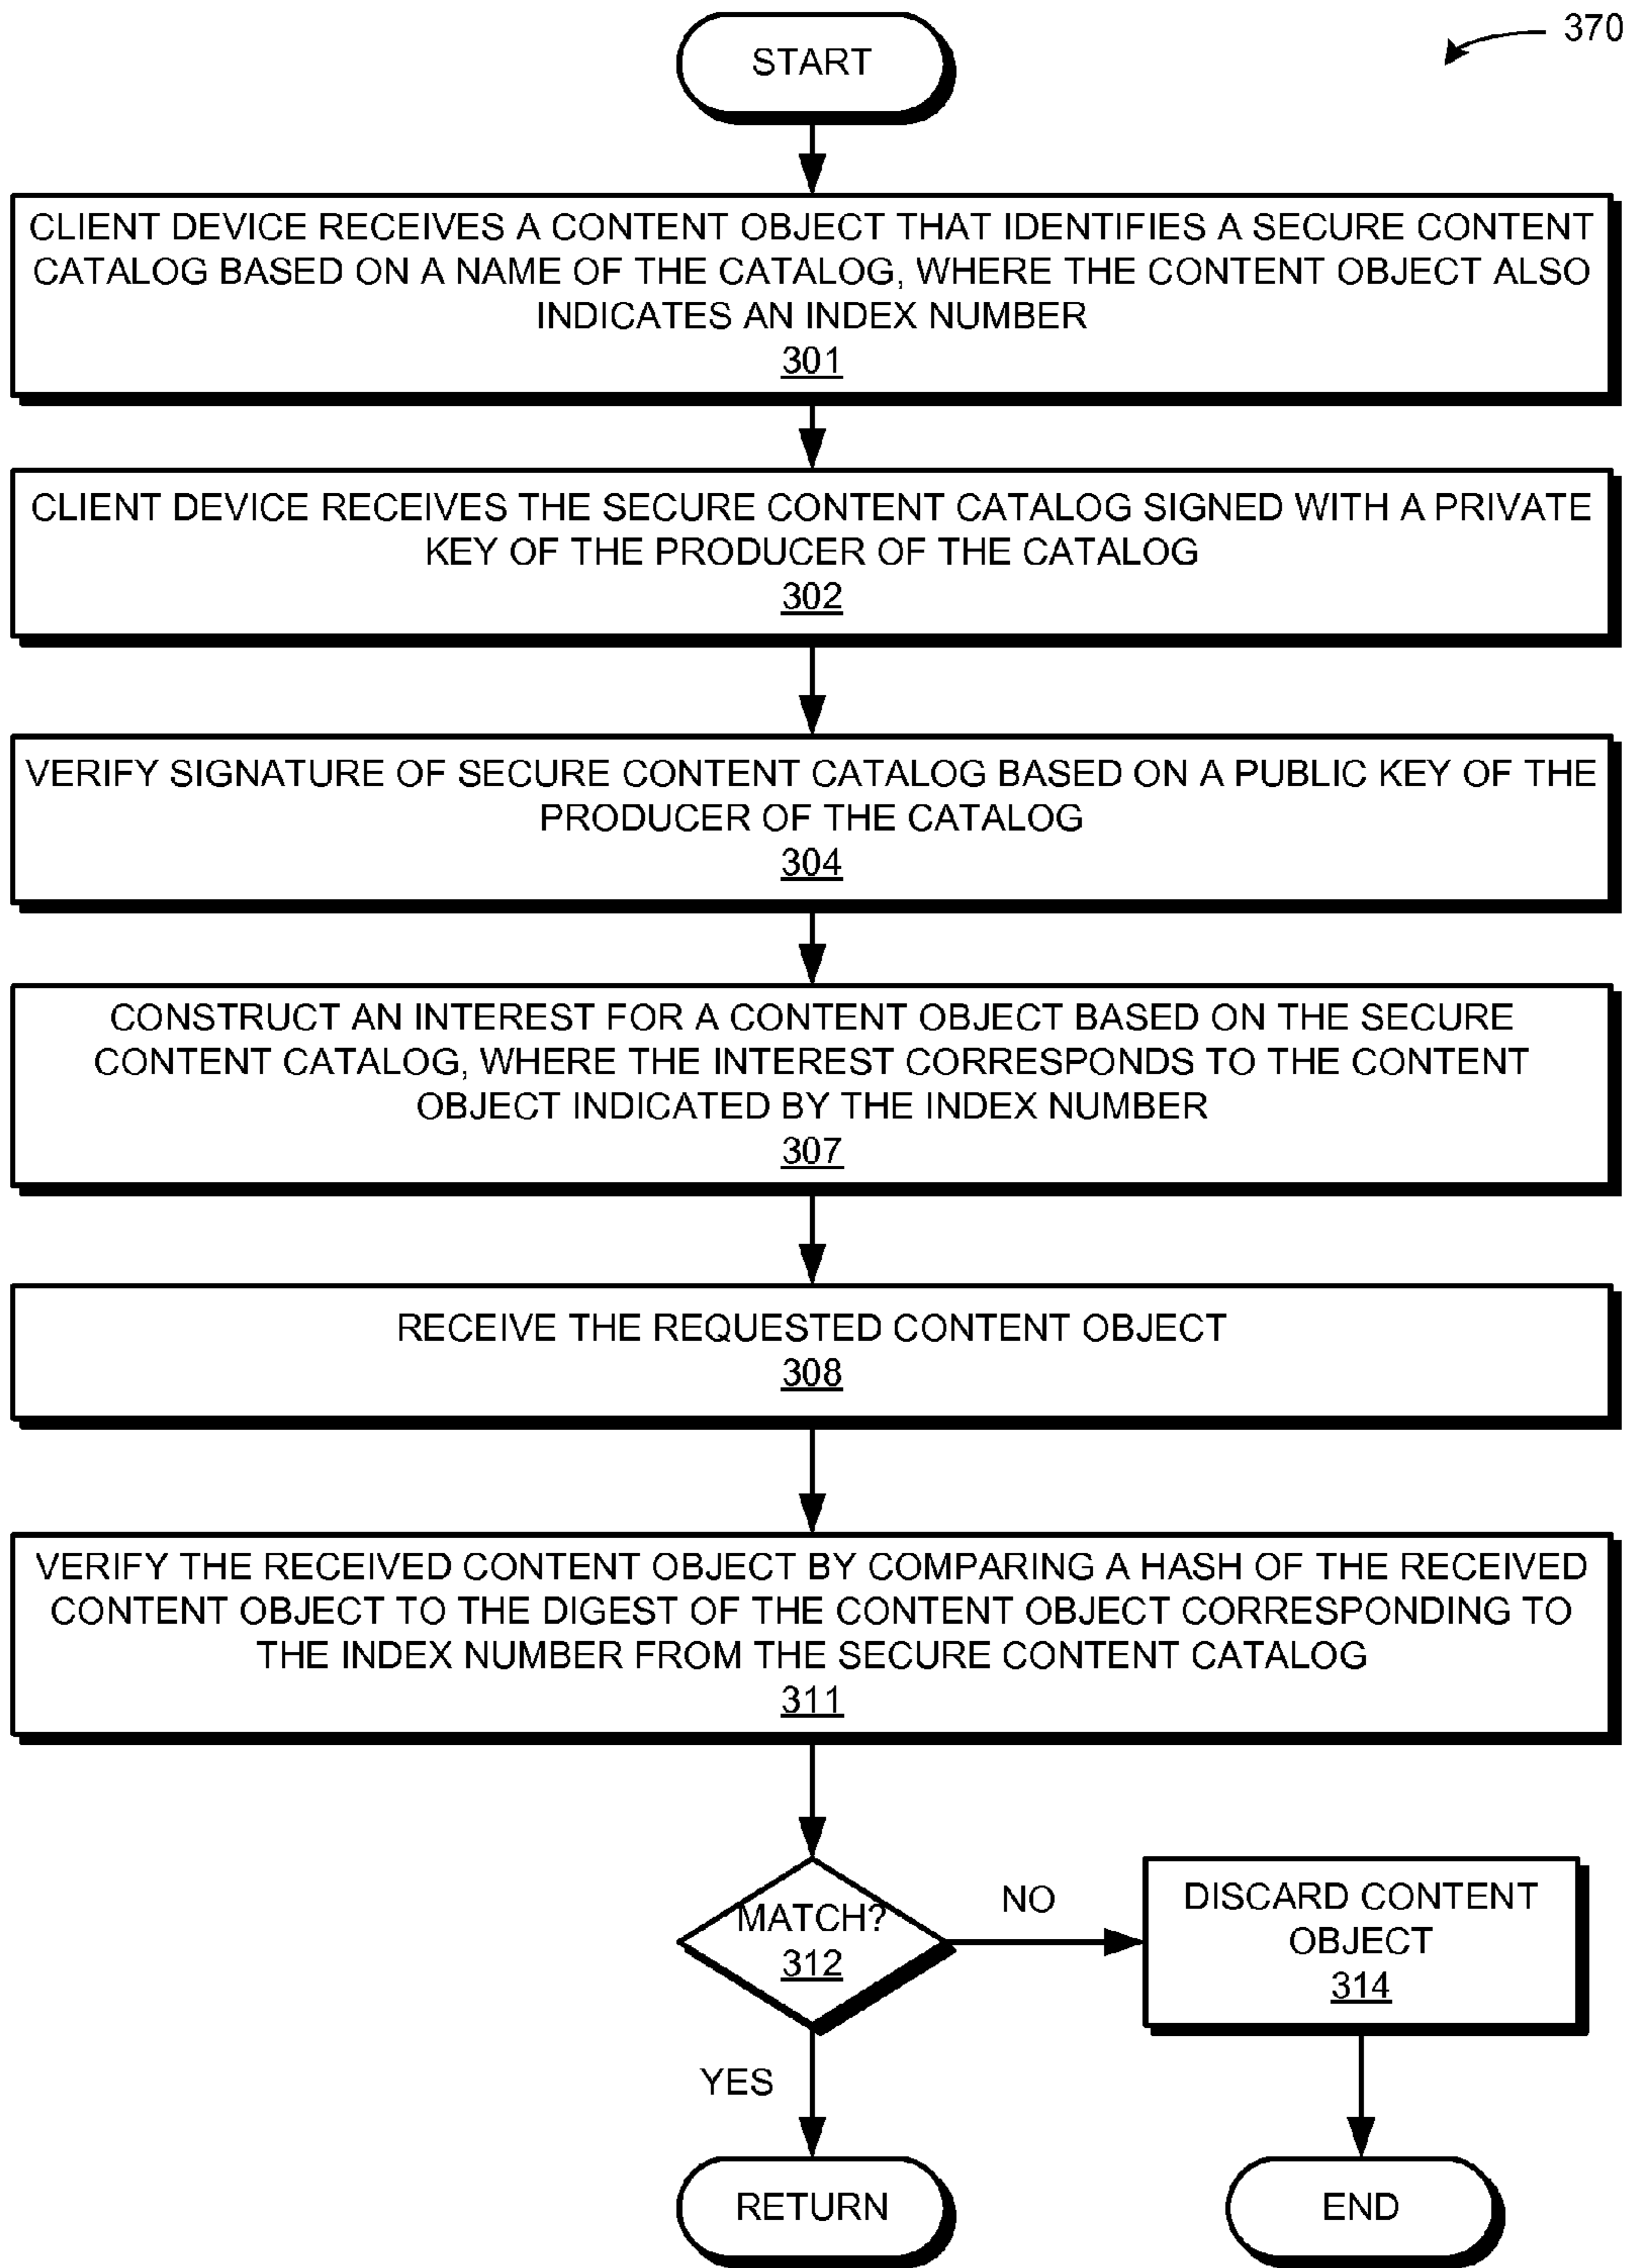 START
370
CLIENT DEVICE RECEIVES A CONTENT OBJECT THAT IDENTIFIES A SECURE CONTENT
CATALOG BASED ON A NAME OF THE CATALOG, WHERE THE CONTENT OBJECT ALSO
INDICATES AN INDEX NUMBER
301
CLIENT DEVICE RECEIVES THE SECURE CONTENT CATALOG SIGNED WITH A PRIVATE
KEY OF THE PRODUCER OF THE CATALOG
302
VERIFY SIGNATURE OF SECURE CONTENT CATALOG BASED ON A PUBLIC KEY OF THE
PRODUCER OF THE CATALOG
304
CONSTRUCT AN INTEREST FOR A CONTENT OBJECT BASED ON THE SECURE
CONTENT CATALOG, WHERE THE INTEREST CORRESPONDS TO THE CONTENT
OBJECT INDICATED BY THE INDEX NUMBER
307
RECEIVE THE REQUESTED CONTENT OBJECT
308
VERIFY THE RECEIVED CONTENT OBJECT BY COMPARING A HASH OF THE RECEIVED
CONTENT OBJECT TO THE DIGEST OF THE CONTENT OBJECT CORRESPONDING TO
THE INDEX NUMBER FROM THE SECURE CONTENT CATALOG
311
MATCH?
312
NO
DISCARD CONTENT
OBJECT
314
YES
RETURN
END